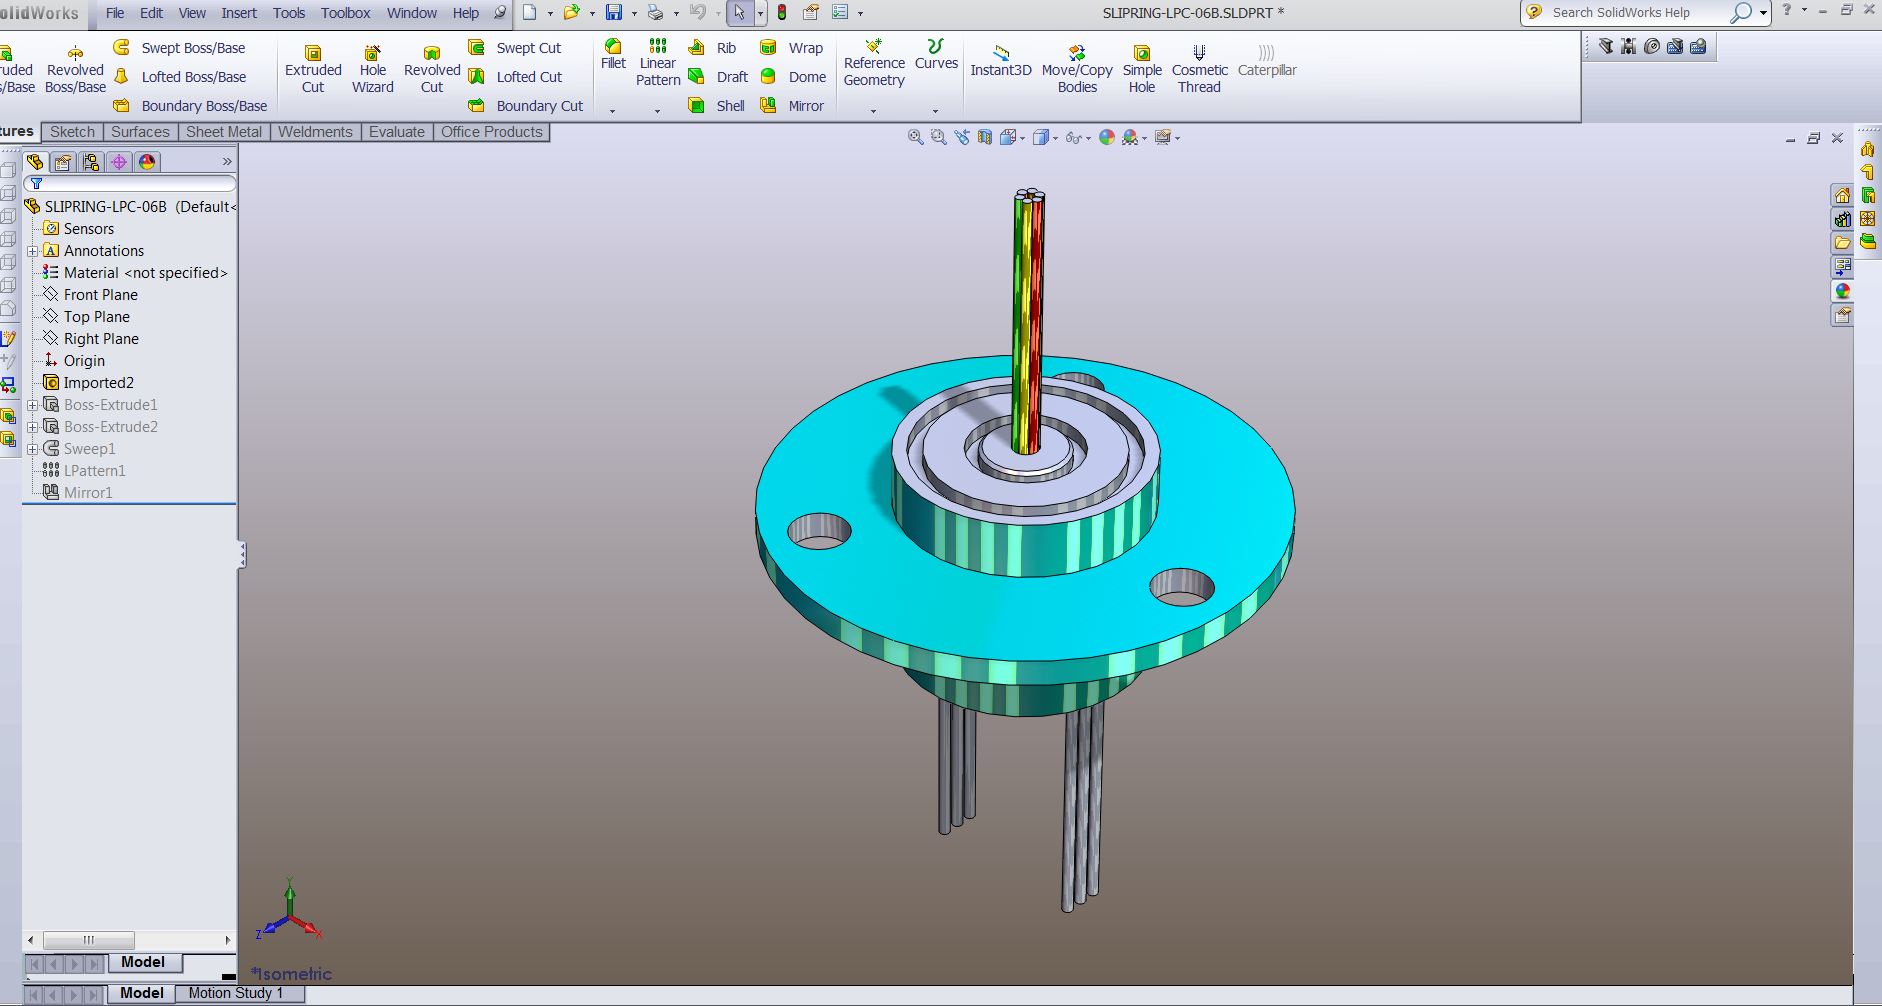 olidWorks File Edit View Insert Tools Toolbox Window Help SLIPRING-LPC-06B.SLDPRT * Search SolidWorks Help
uded s/Base
Revolved Boss/Base
Swept Boss/Base
Lofted Boss/Base
Boundary Boss/Base
Extruded Cut
Hole Wizard
Revolved Cut
Swept Cut
Lofted Cut
Boundary Cut
Fillet
Linear Pattern
Rib
Draft
Shell
Wrap
Dome
Mirror
Reference Geometry
Curves
Instant3D
Move/Copy Bodies
Simple Hole
Cosmetic Thread
Caterpillar
tures Sketch Surfaces Sheet Metal Weldments Evaluate Office Products
SLIPRING-LPC-06B (Default<
Sensors
Annotations
Material <not specified>
Front Plane
Top Plane
Right Plane
Origin
Imported2
Boss-Extrude1
Boss-Extrude2
Sweep1
LPattern1
Mirror1
Y
Z X
*Isometric
Model
Model Motion Study 1